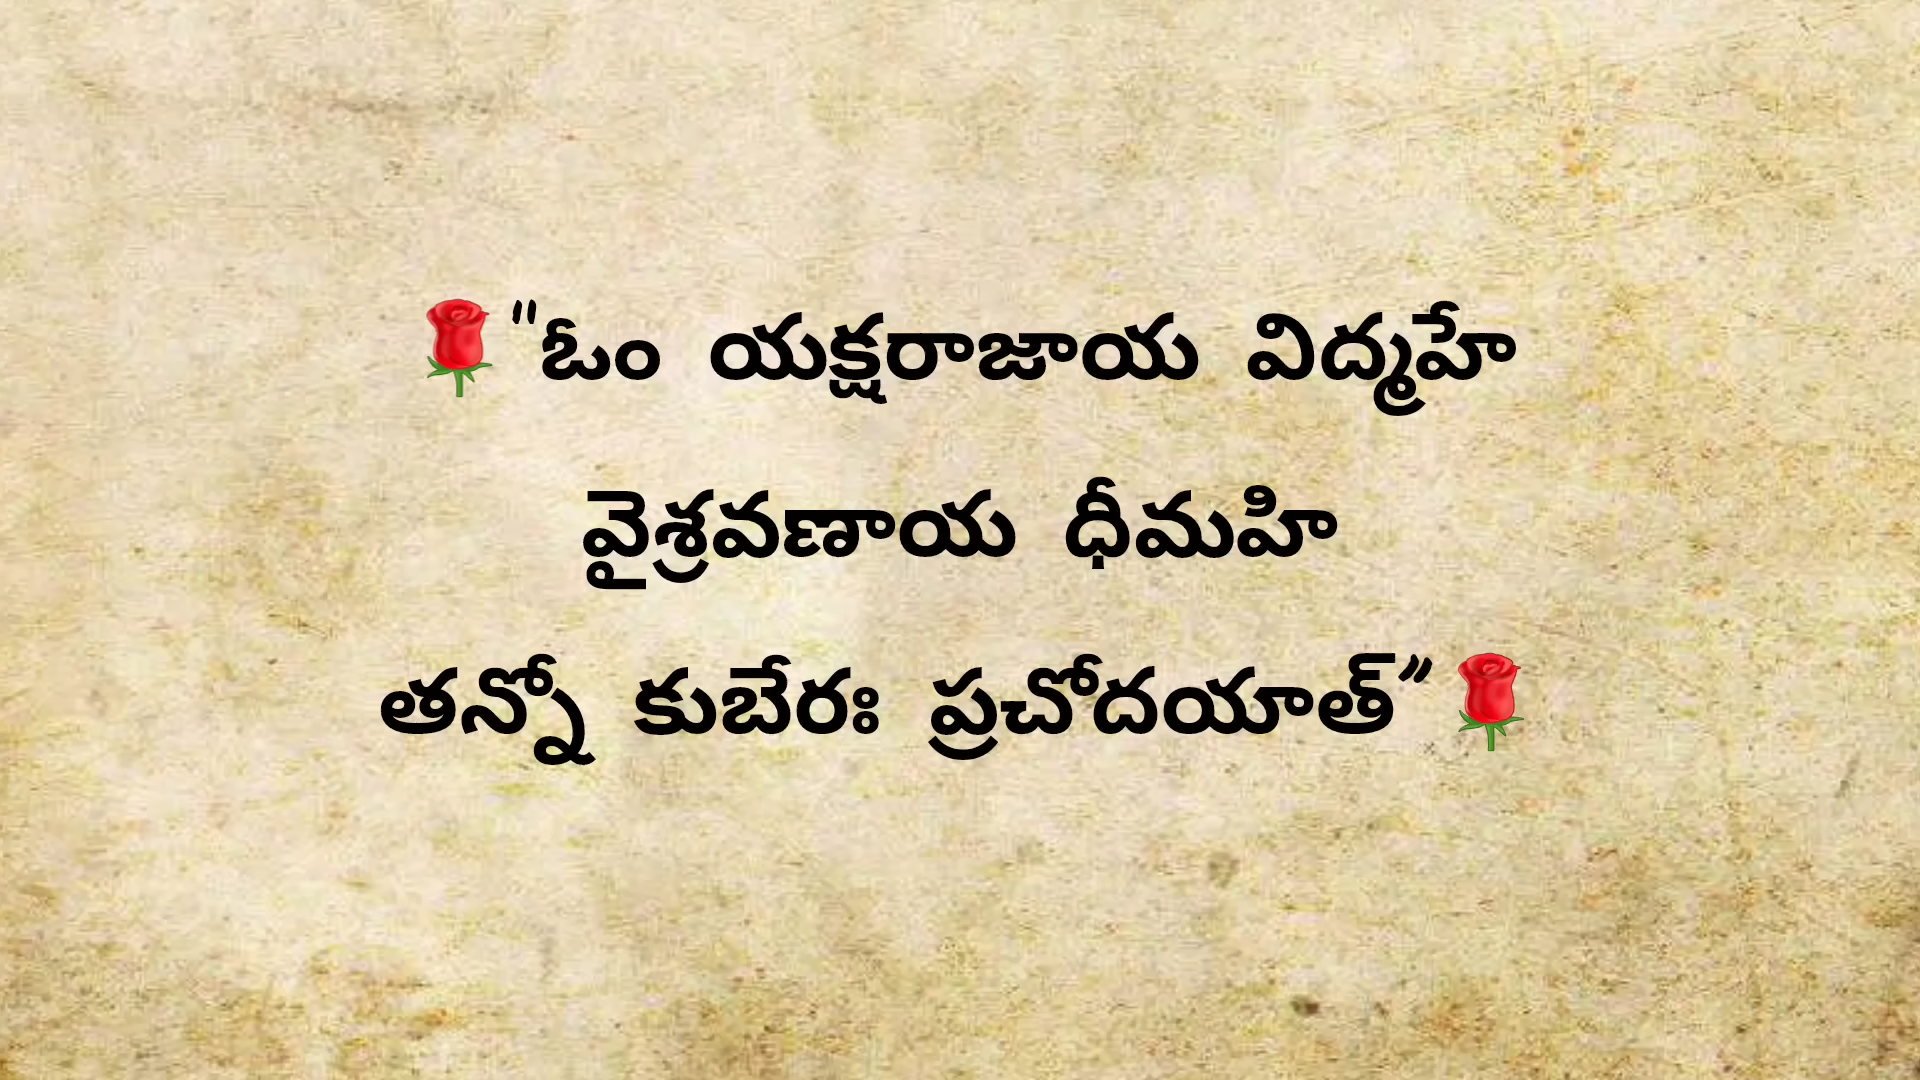 🌹"ఓం యక్షరాజాయ విద్మహే
వైశ్రవణాయ ధీమహి
తన్నో కుబేరః ప్రచోదయాత్”🌹